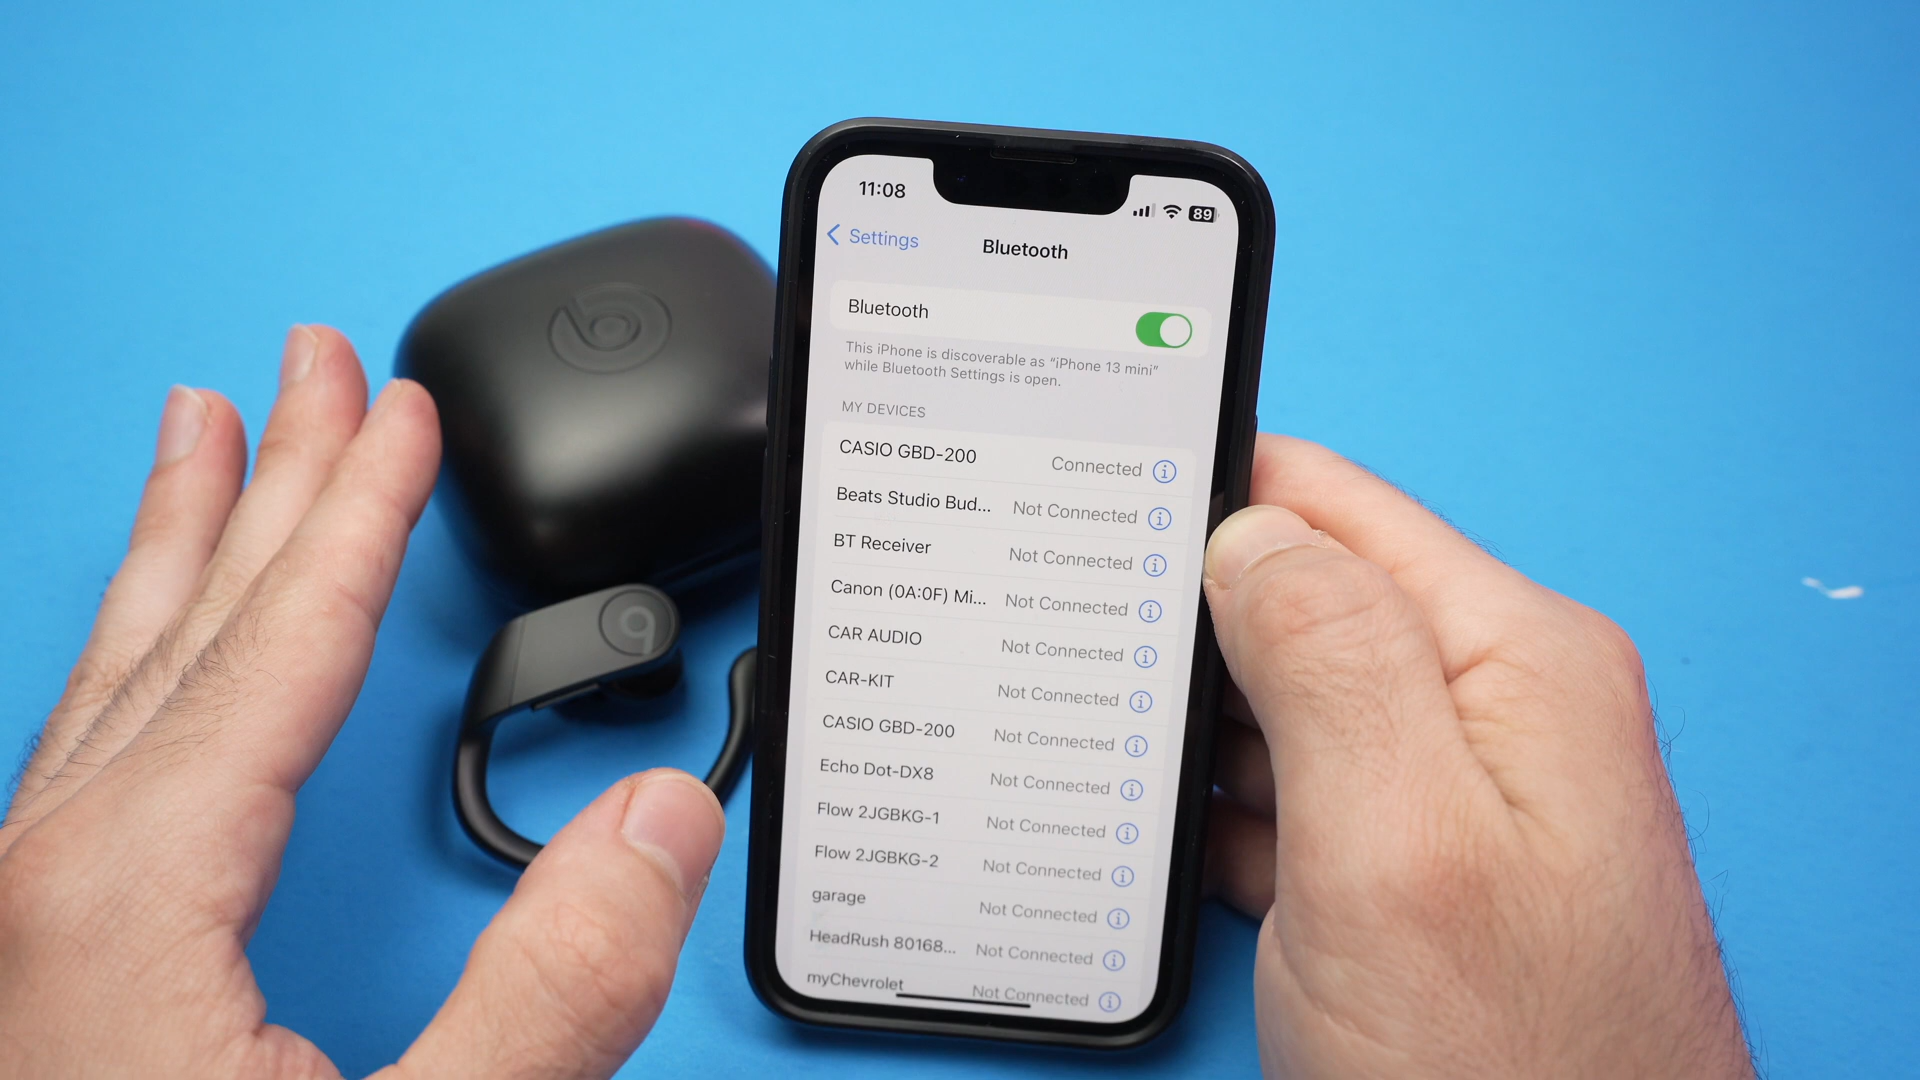 11:08
89
Settings
Bluetooth
Bluetooth
This iPhone is discoverable as “iPhone 13 mini”
while Bluetooth Settings is open.
MY DEVICES
CASIO GBD-200 Connected
Beats Studio Bud... Not Connected
BT Receiver Not Connected
Canon (0A:0F) Mi... Not Connected
CAR AUDIO Not Connected
CAR-KIT Not Connected
CASIO GBD-200 Not Connected
Echo Dot-DX8 Not Connected
Flow 2JGBKG-1 Not Connected
Flow 2JGBKG-2 Not Connected
garage Not Connected
HeadRush 80168... Not Connected
myChevrolet Not Connected